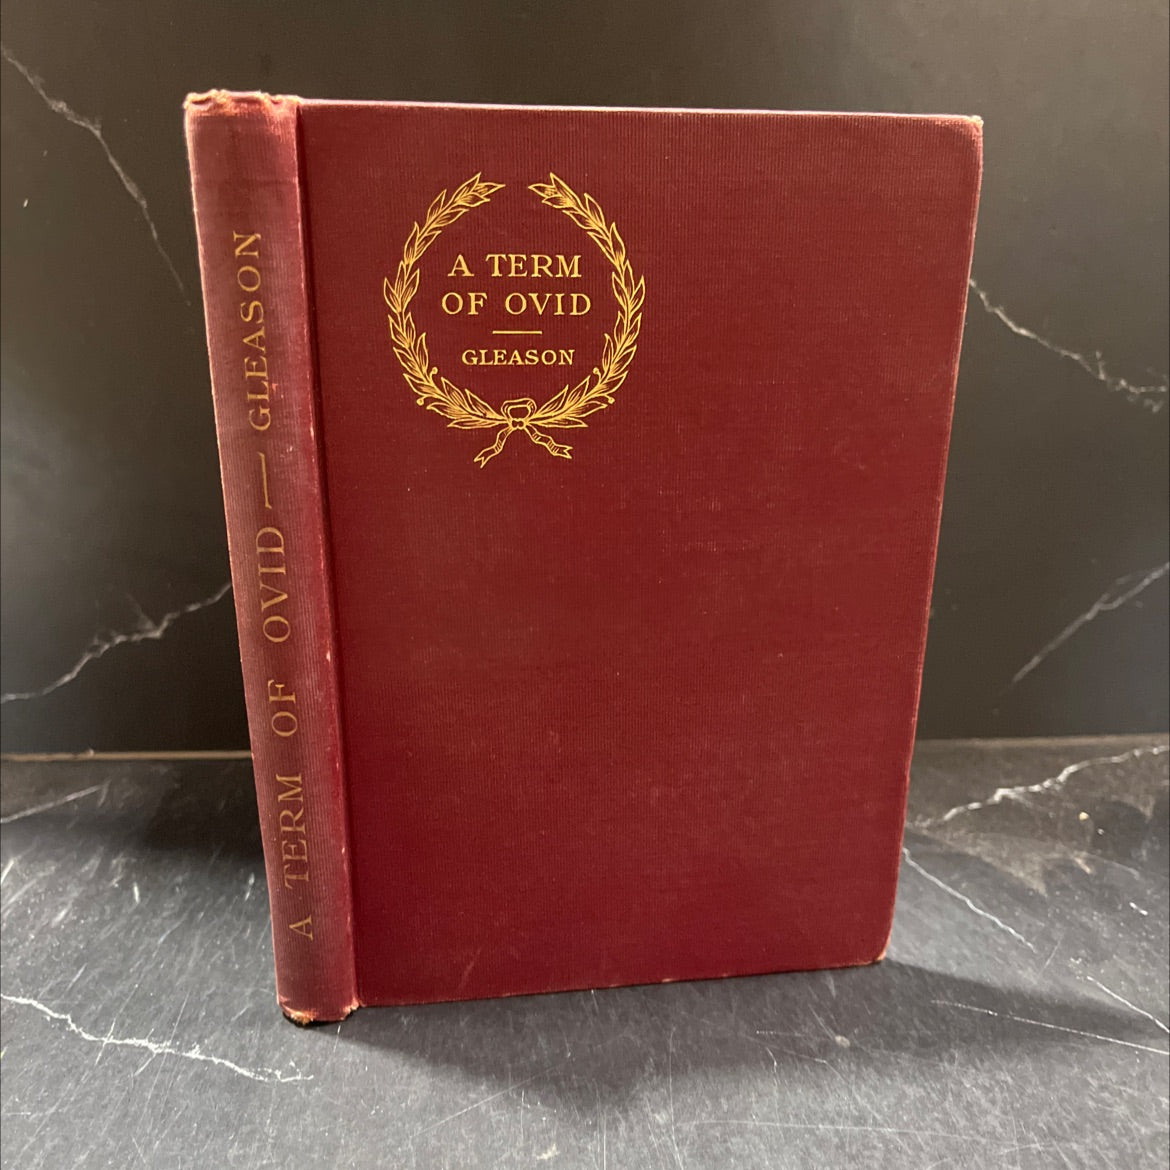 A TERM OF OVID — GLEASON
A TERM
OF OVID
GLEASON